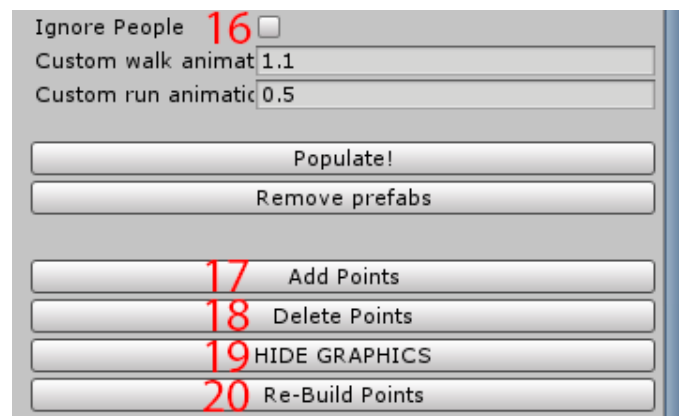 Ignore People 16
Custom walk animat 1.1
Custom run animatic 0.5
Populate!
Remove prefabs
17 Add Points
18 Delete Points
19 HIDE GRAPHICS
20 Re-Build Points